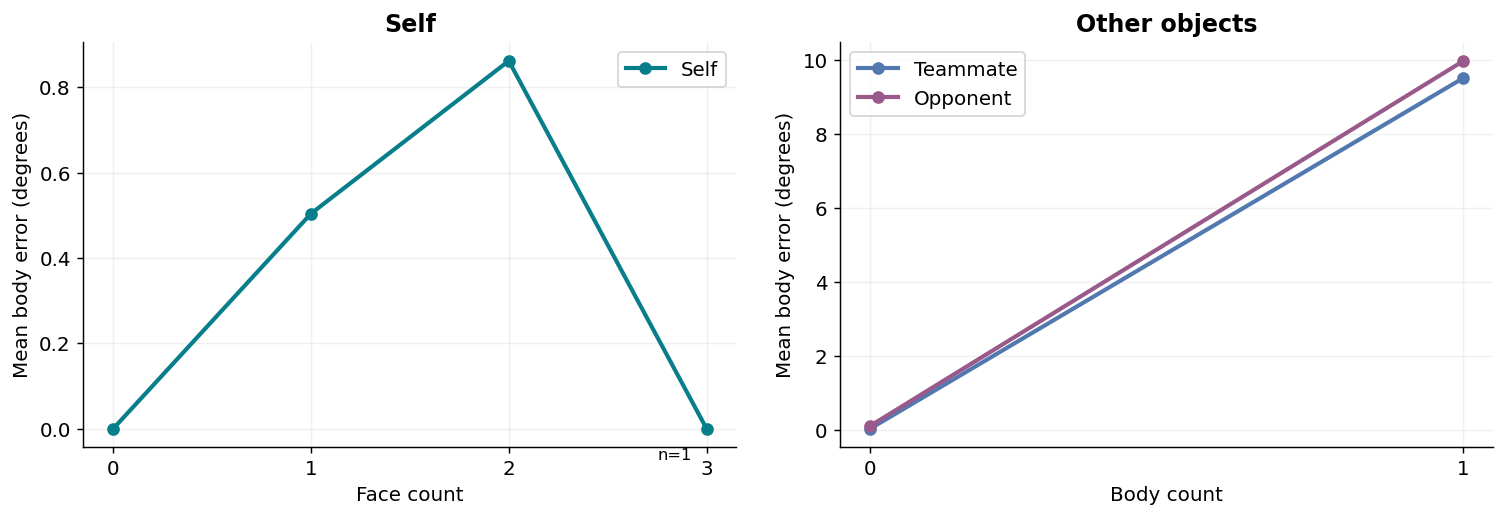 Self
Mean body error (degrees)
0.8
0.6
0.4
0.2
0.0
Self
n=1
0 1 2 3
Face count
Other objects
Mean body error (degrees)
10
8
6
4
2
0
Teammate
Opponent
0 1
Body count